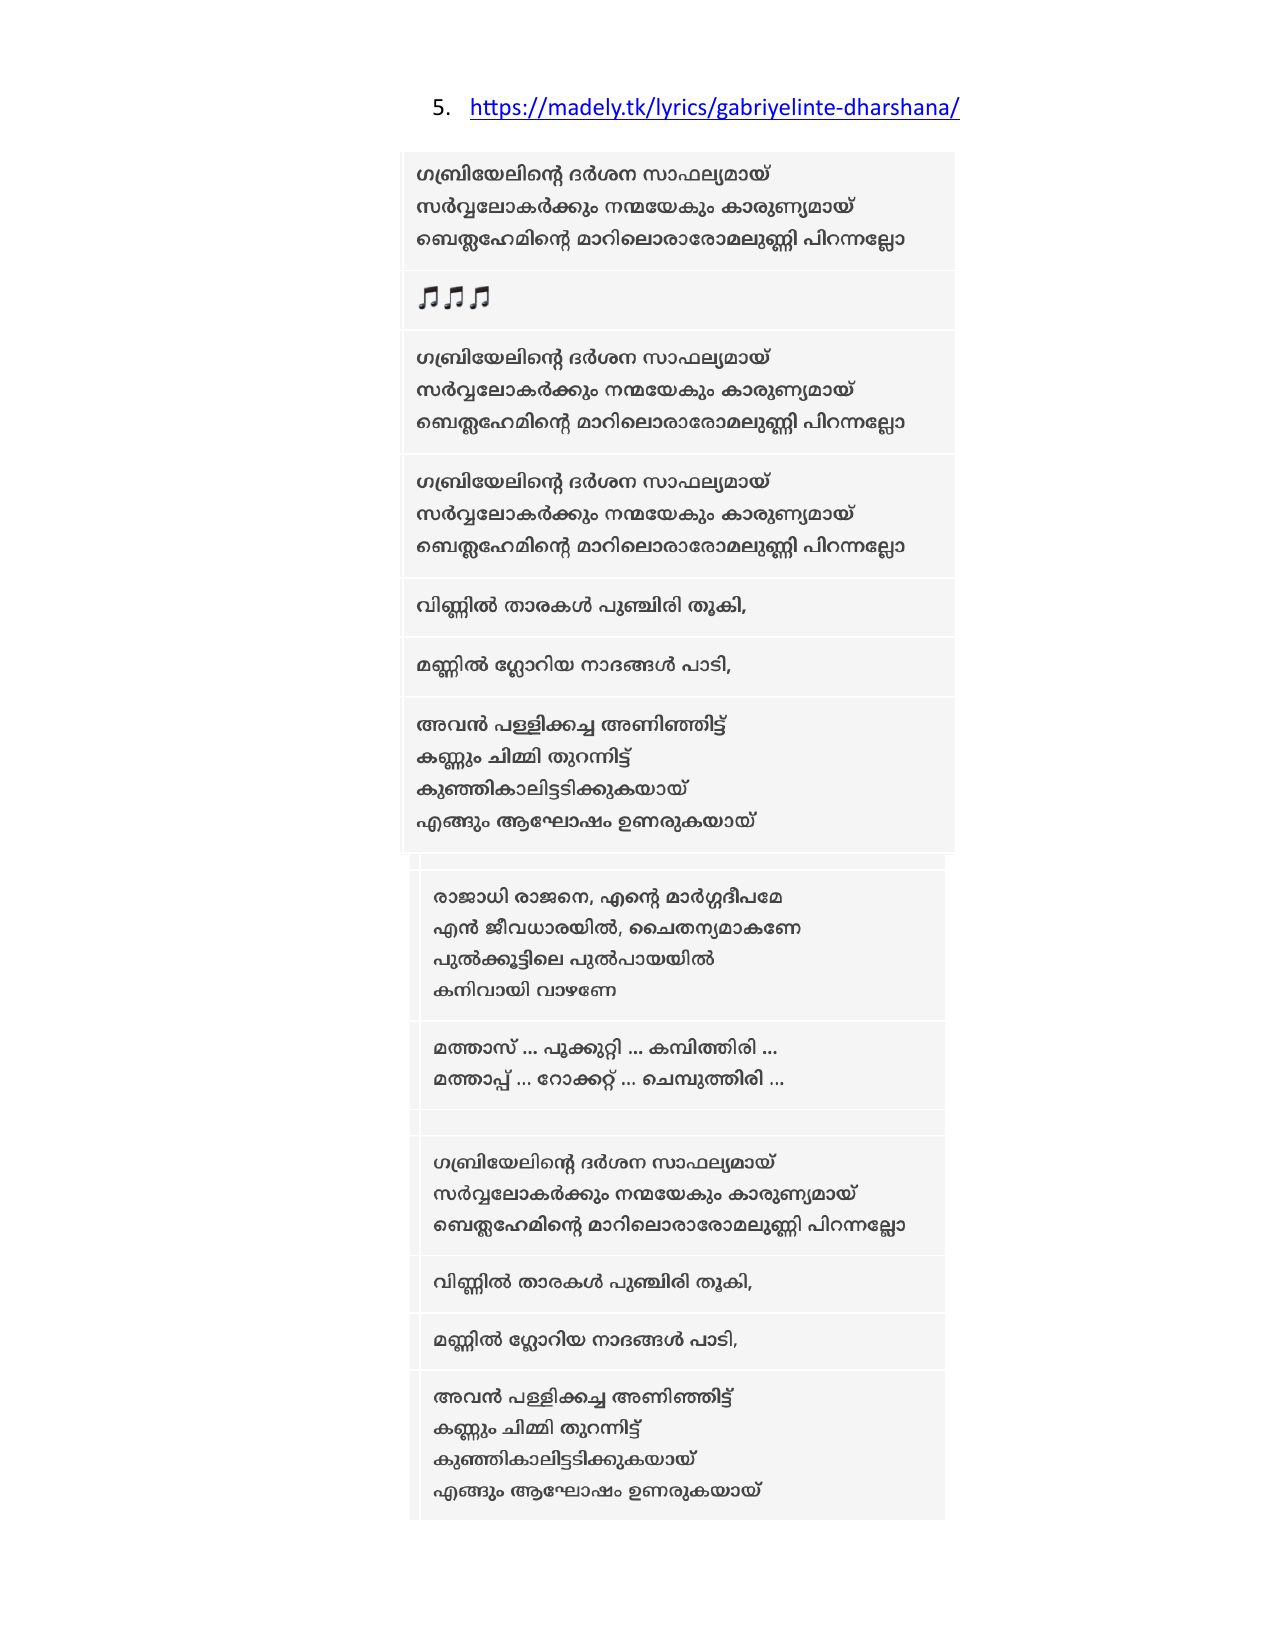 5. https://madely.tk/lyrics/gabriyelinte-dharshana/
ഗബ്രിയേലിന്റെ ദർശന സാഫല്യമായ്
സർവ്വലോകർക്കും നന്മയേകും കാരുണ്യമായ്
ബെത്ലഹേമിന്റെ മാറിലൊരാരോമലുണ്ണി പിറന്നല്ലോ
🎵🎵🎵
ഗബ്രിയേലിന്റെ ദർശന സാഫല്യമായ്
സർവ്വലോകർക്കും നന്മയേകും കാരുണ്യമായ്
ബെത്ലഹേമിന്റെ മാറിലൊരാരോമലുണ്ണി പിറന്നല്ലോ
ഗബ്രിയേലിന്റെ ദർശന സാഫല്യമായ്
സർവ്വലോകർക്കും നന്മയേകും കാരുണ്യമായ്
ബെത്ലഹേമിന്റെ മാറിലൊരാരോമലുണ്ണി പിറന്നല്ലോ
വിണ്ണിൽ താരകൾ പുഞ്ചിരി തൂകി,
മണ്ണിൽ ഗ്ലോറിയ നാദങ്ങൾ പാടി,
അവൻ പള്ളിക്കച്ച അണിഞ്ഞിട്ട്
കണ്ണും ചിമ്മി തുറന്നിട്ട്
കുഞ്ഞികാലിട്ടടിക്കുകയായ്
എങ്ങും ആഘോഷം ഉണരുകയായ്
രാജാധി രാജനെ, എന്റെ മാർഗ്ഗദീപമേ
എൻ ജീവധാരയിൽ, ചൈതന്യമാകണേ
പുൽക്കൂട്ടിലെ പുൽപായയിൽ
കനിവായി വാഴണേ
മത്താസ് ... പൂക്കുറ്റി ... കമ്പിത്തിരി ...
മത്താപ്പ് ... റോക്കറ്റ് ... ചെമ്പുത്തിരി ...
ഗബ്രിയേലിന്റെ ദർശന സാഫല്യമായ്
സർവ്വലോകർക്കും നന്മയേകും കാരുണ്യമായ്
ബെത്ലഹേമിന്റെ മാറിലൊരാരോമലുണ്ണി പിറന്നല്ലോ
വിണ്ണിൽ താരകൾ പുഞ്ചിരി തൂകി,
മണ്ണിൽ ഗ്ലോറിയ നാദങ്ങൾ പാടി,
അവൻ പള്ളിക്കച്ച അണിഞ്ഞിട്ട്
കണ്ണും ചിമ്മി തുറന്നിട്ട്
കുഞ്ഞികാലിട്ടടിക്കുകയായ്
എങ്ങും ആഘോഷം ഉണരുകയായ്